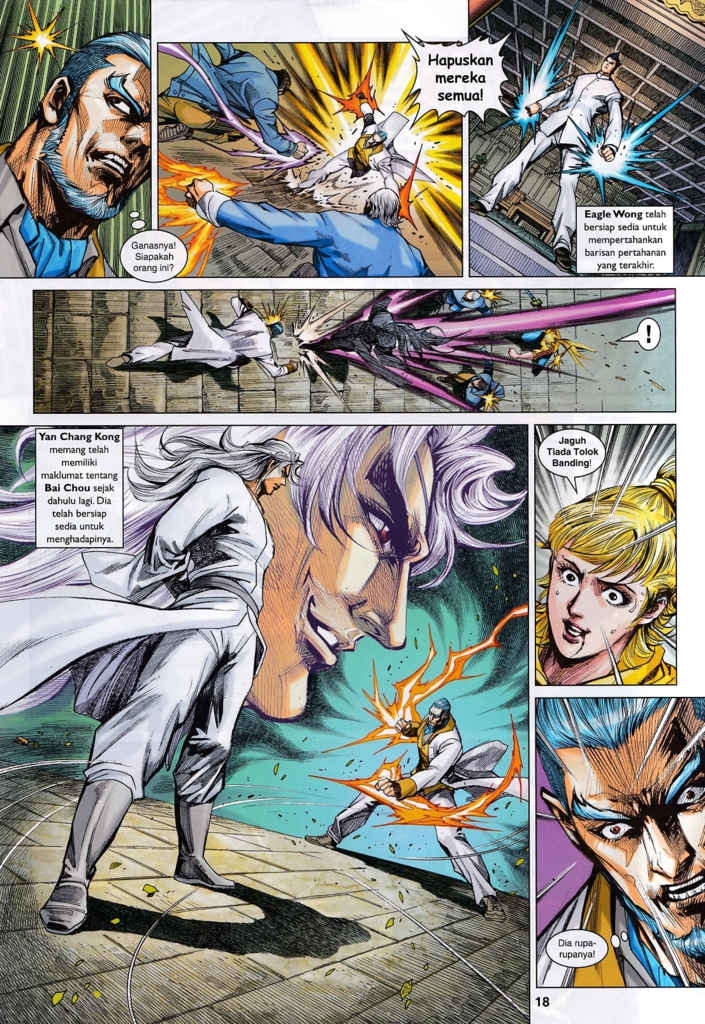 Ganasnya!
Siapakah
orang ini?
Hapuskan
mereka
semua!
Eagle Wong telah
bersiap sedia untuk
mempertahankan
barisan pertahanan
yang terakhir.
!
Yan Chang Kong
memang telah
memiliki
maklumat tentang
Bai Chou sejak
dahulu lagi. Dia
telah bersiap
sedia untuk
menghadapinya.
Jaguh
Tiada Tolok
Banding!
Dia rupa-
rupanya!
18